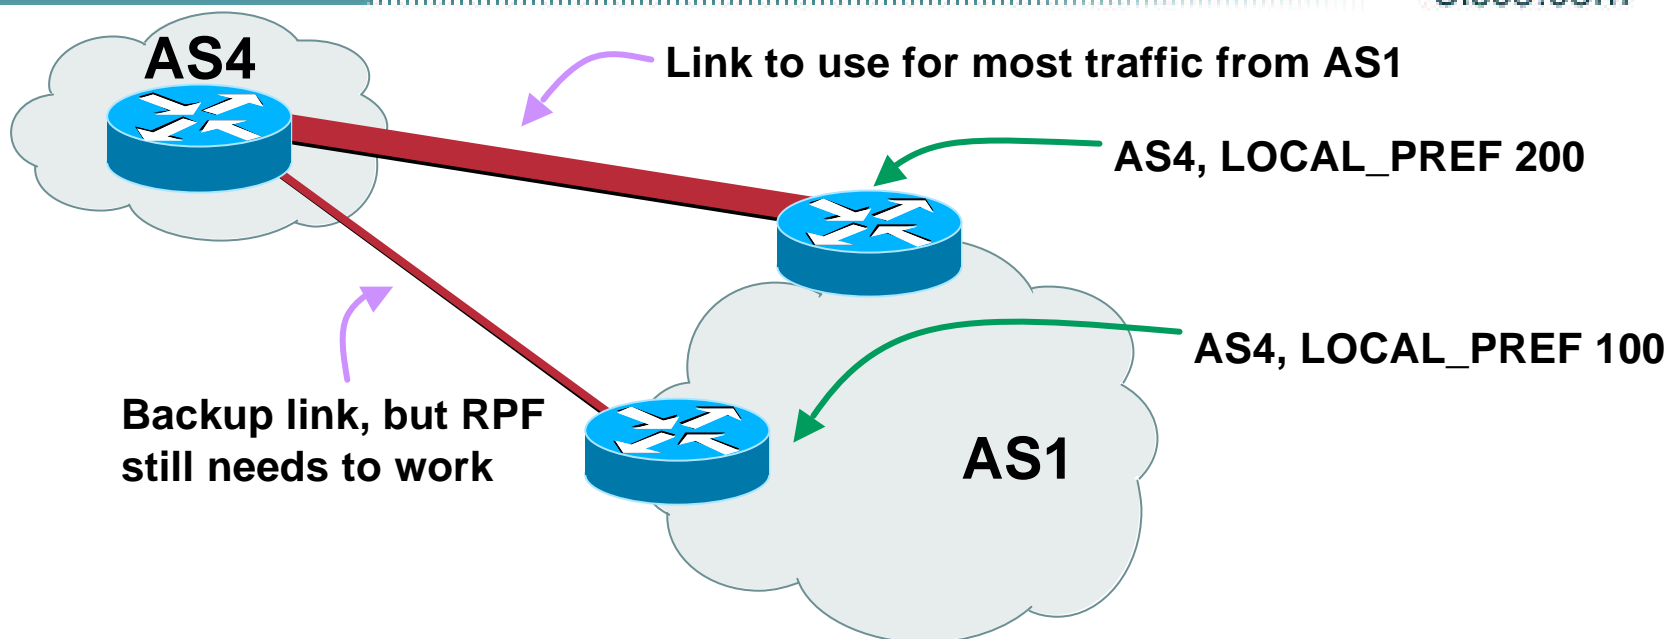 AS4
Link to use for most traffic from AS1
AS4, LOCAL_PREF 200
AS4, LOCAL_PREF 100
Backup link, but RPF
still needs to work
AS1